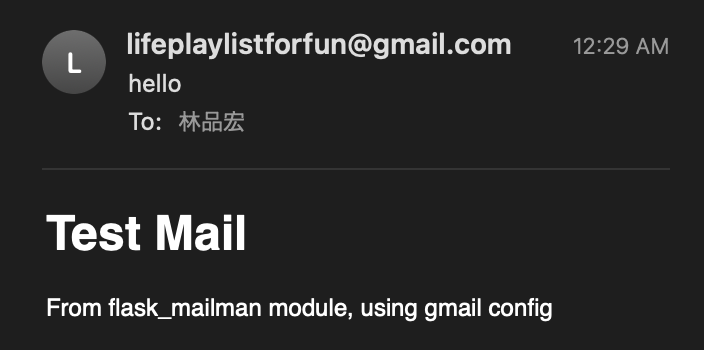 L
lifeplaylistforfun@gmail.com 12:29 AM
hello
To: 林品宏
Test Mail
From flask_mailman module, using gmail config